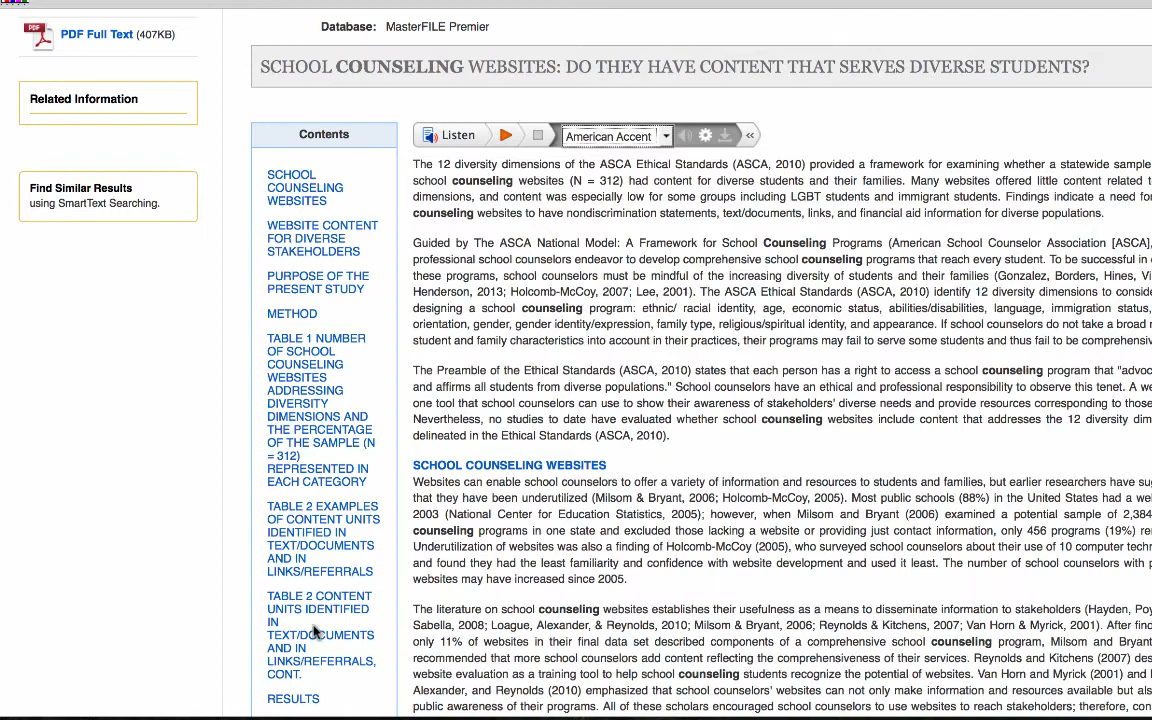 PDF PDF Full Text (407KB)
Database: MasterFILE Premier
SCHOOL COUNSELING WEBSITES: DO THEY HAVE CONTENT THAT SERVES DIVERSE STUDENTS?
Related Information
Find Similar Results
using SmartText Searching.
Contents
SCHOOL
COUNSELING
WEBSITES
WEBSITE CONTENT
FOR DIVERSE
STAKEHOLDERS
PURPOSE OF THE
PRESENT STUDY
METHOD
TABLE 1 NUMBER
OF SCHOOL
COUNSELING
WEBSITES
ADDRESSING
DIVERSITY
DIMENSIONS AND
THE PERCENTAGE
OF THE SAMPLE (N
= 312)
REPRESENTED IN
EACH CATEGORY
TABLE 2 EXAMPLES
OF CONTENT UNITS
IDENTIFIED IN
TEXT/DOCUMENTS
AND IN
LINKS/REFERRALS
TABLE 2 CONTENT
UNITS IDENTIFIED
IN
TEXT/DOCUMENTS
AND IN
LINKS/REFERRALS,
CONT.
RESULTS
Listen American Accent «
The 12 diversity dimensions of the ASCA Ethical Standards (ASCA, 2010) provided a framework for examining whether a statewide sample
school counseling websites (N = 312) had content for diverse students and their families. Many websites offered little content related t
dimensions, and content was especially low for some groups including LGBT students and immigrant students. Findings indicate a need for
counseling websites to have nondiscrimination statements, text/documents, links, and financial aid information for diverse populations.
Guided by The ASCA National Model: A Framework for School Counseling Programs (American School Counselor Association [ASCA],
professional school counselors endeavor to develop comprehensive school counseling programs that reach every student. To be successful in
these programs, school counselors must be mindful of the increasing diversity of students and their families (Gonzalez, Borders, Hines, Vi
Henderson, 2013; Holcomb-McCoy, 2007; Lee, 2001). The ASCA Ethical Standards (ASCA, 2010) identify 12 diversity dimensions to conside
designing a school counseling program: ethnic/ racial identity, age, economic status, abilities/disabilities, language, immigration status,
orientation, gender, gender identity/expression, family type, religious/spiritual identity, and appearance. If school counselors do not take a broad r
student and family characteristics into account in their practices, their programs may fail to serve some students and thus fail to be comprehensiv
The Preamble of the Ethical Standards (ASCA, 2010) states that each person has a right to access a school counseling program that "advoc
and affirms all students from diverse populations." School counselors have an ethical and professional responsibility to observe this tenet. A we
one tool that school counselors can use to show their awareness of stakeholders' diverse needs and provide resources corresponding to those
Nevertheless, no studies to date have evaluated whether school counseling websites include content that addresses the 12 diversity dim
delineated in the Ethical Standards (ASCA, 2010).
SCHOOL COUNSELING WEBSITES
Websites can enable school counselors to offer a variety of information and resources to students and families, but earlier researchers have sug
that they have been underutilized (Milsom & Bryant, 2006; Holcomb-McCoy, 2005). Most public schools (88%) in the United States had a we
2003 (National Center for Education Statistics, 2005); however, when Milsom and Bryant (2006) examined a potential sample of 2,384
counseling programs in one state and excluded those lacking a website or providing just contact information, only 456 programs (19%) re
Underutilization of websites was also a finding of Holcomb-McCoy (2005), who surveyed school counselors about their use of 10 computer techn
and found they had the least familiarity and confidence with website development and used it least. The number of school counselors with p
websites may have increased since 2005.
The literature on school counseling websites establishes their usefulness as a means to disseminate information to stakeholders (Hayden, Poy
Sabella, 2008; Loague, Alexander, & Reynolds, 2010; Milsom & Bryant, 2006; Reynolds & Kitchens, 2007; Van Horn & Myrick, 2001). After find
only 11% of websites in their final data set described components of a comprehensive school counseling program, Milsom and Bryant
recommended that more school counselors add content reflecting the comprehensiveness of their services. Reynolds and Kitchens (2007) des
website evaluation as a training tool to help school counseling students recognize the potential of websites. Van Horn and Myrick (2001) and L
Alexander, and Reynolds (2010) emphasized that school counselors' websites can not only make information and resources available but als
public awareness of their programs. All of these scholars encouraged school counselors to use websites to reach stakeholders; therefore, con